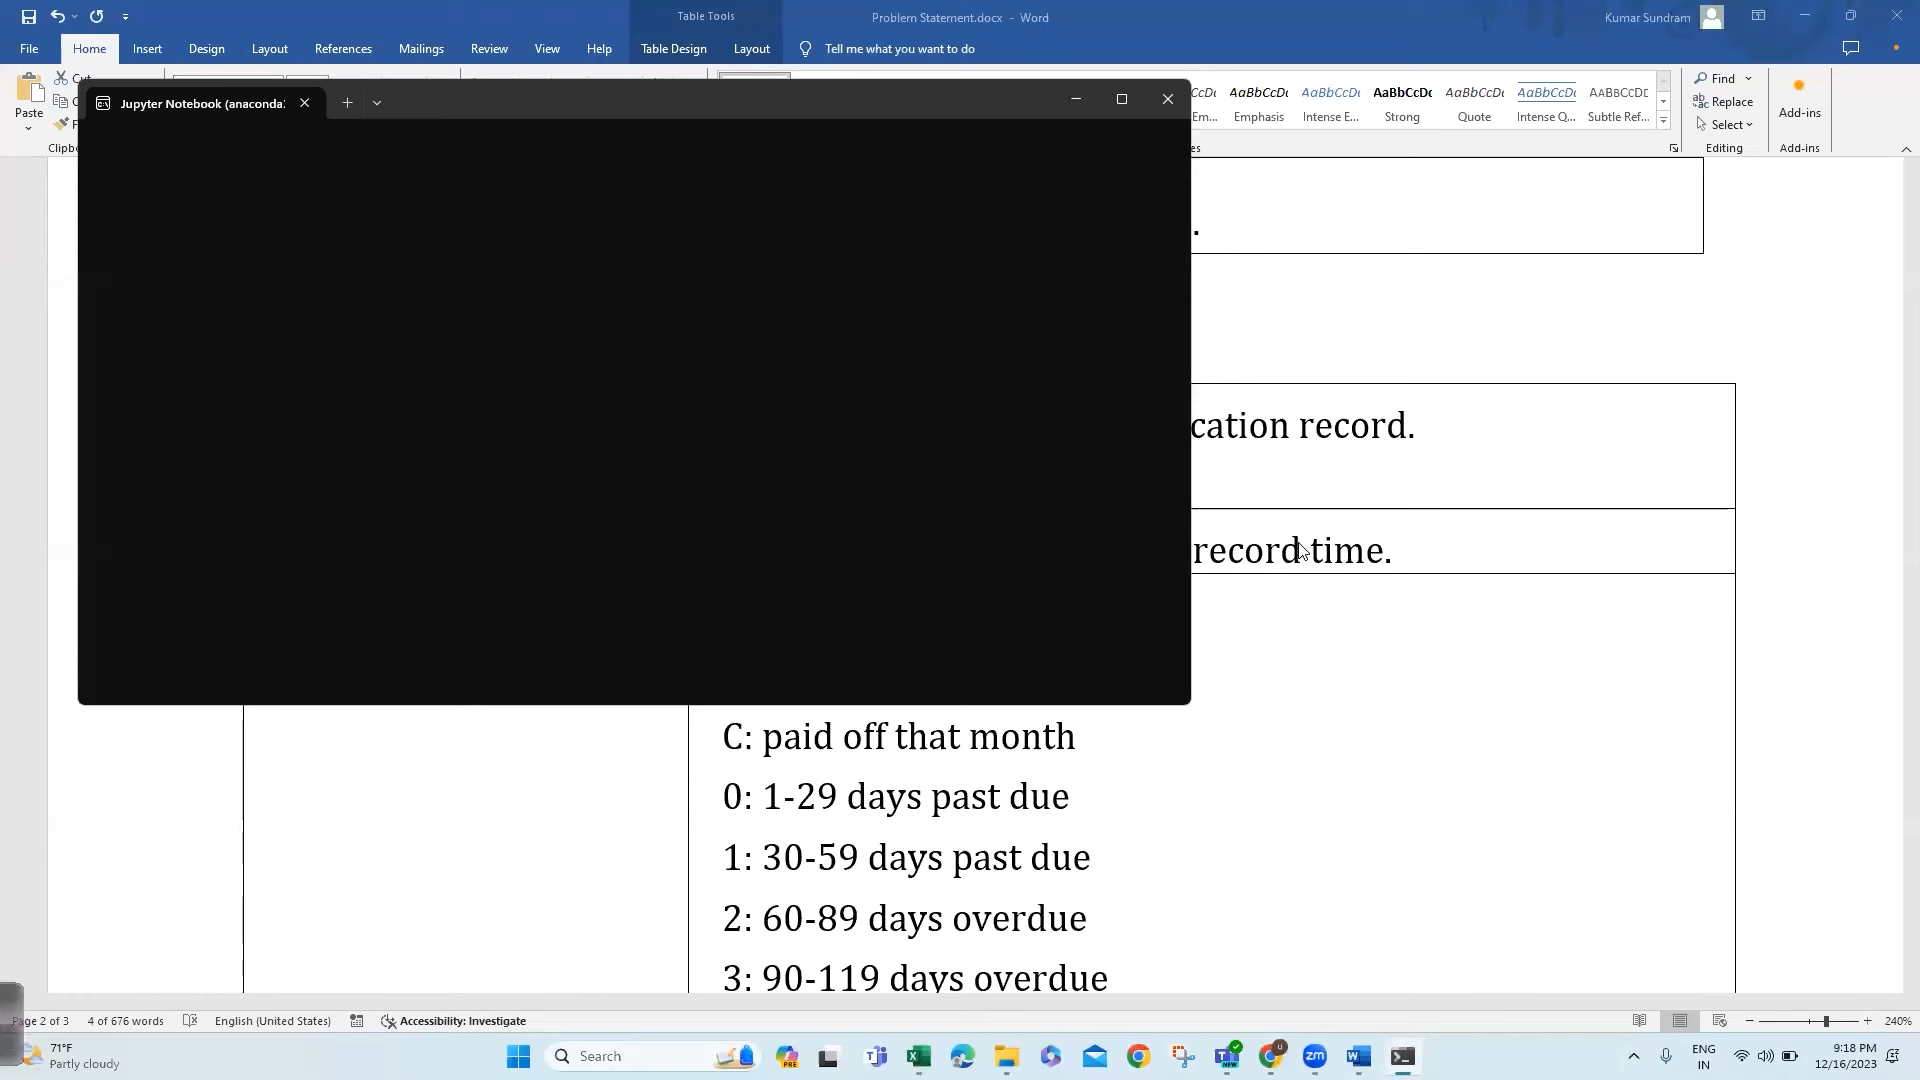 Table Tools
Problem Statement.docx - Word
Kumar Sundram
File
Home
Insert
Design
Layout
References
Mailings
Review
View
Help
Table Design
Layout
Tell me what you want to do
Paste
Jupyter Notebook (anaconda
AaBbCcDc
Emphasis
AaBbCcDc
Intense E...
AaBbCcDc
Strong
AaBbCcDc
Quote
AaBbCcDc
Intense Q...
AABBCCDE
Subtle Ref...
Find
Replace
Select
Editing
Add-ins
Add-ins
.
cation record.
record time.
C: paid off that month
0: 1-29 days past due
1: 30-59 days past due
2: 60-89 days overdue
3: 90-119 days overdue
Page 2 of 3
4 of 676 words
English (United States)
Accessibility: Investigate
240%
71°F
Partly cloudy
Search
PRE
NEW
u
zm
ENG
IN
9:18 PM
12/16/2023